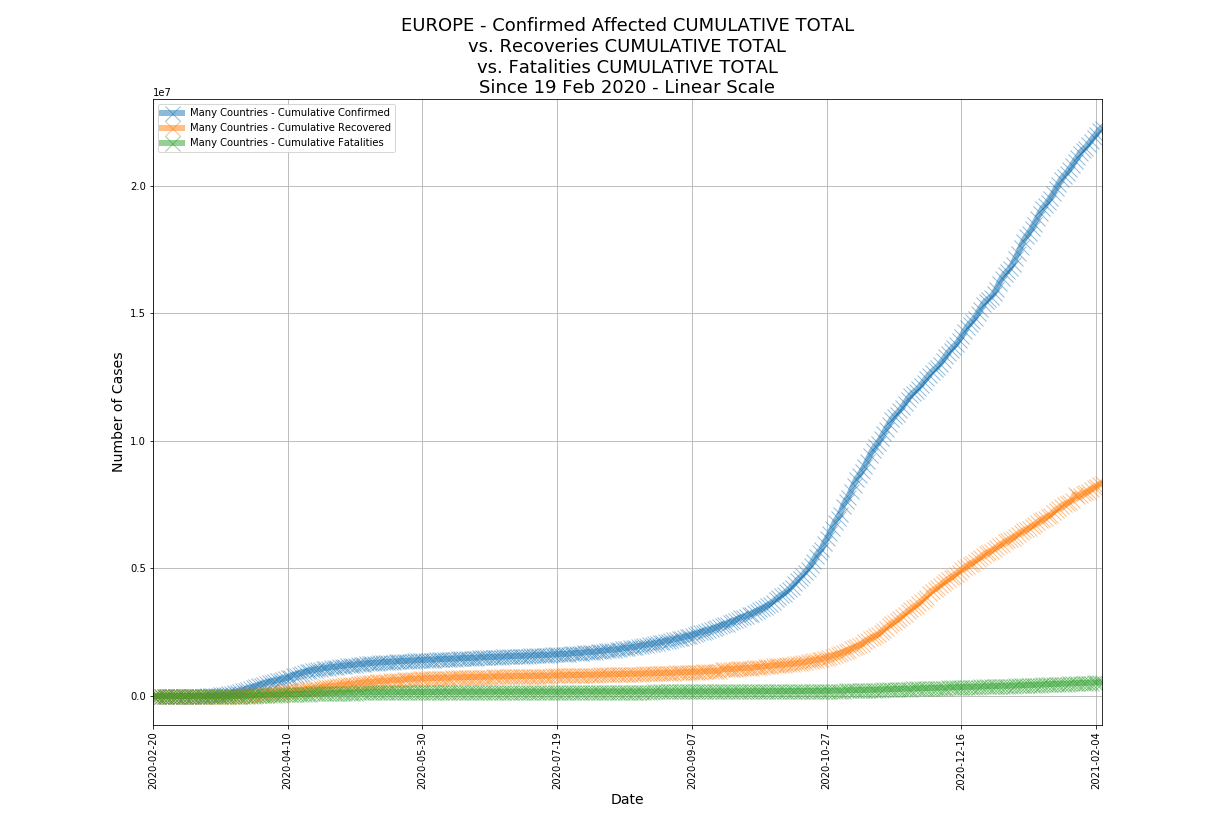 EUROPE - Confirmed Affected CUMULATIVE TOTAL
vs. Recoveries CUMULATIVE TOTAL
vs. Fatalities CUMULATIVE TOTAL
Since 19 Feb 2020 - Linear Scale
1e7
Many Countries - Cumulative Confirmed
Many Countries - Cumulative Recovered
Many Countries - Cumulative Fatalities
2.0
1.5
1.0
0.5
0.0
Number of Cases
2020-02-20
2020-04-10
2020-05-30
2020-07-19
2020-09-07
2020-10-27
2020-12-16
2021-02-04
Date